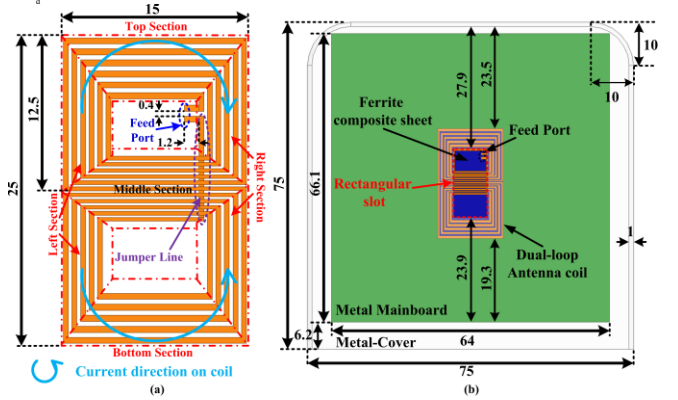 a
15
Top Section
12.5
25
0.4
Feed
Port
1.2
Middle Section
Left Section
Right Section
Jumper Line
Bottom Section
Current direction on coil
(a)
75
66.1
6.2
10
10
27.9
23.5
Ferrite
composite sheet
Feed Port
Rectangular
slot
Dual-loop
Antenna coil
1
23.9
19.3
Metal Mainboard
64
Metal-Cover
75
(b)